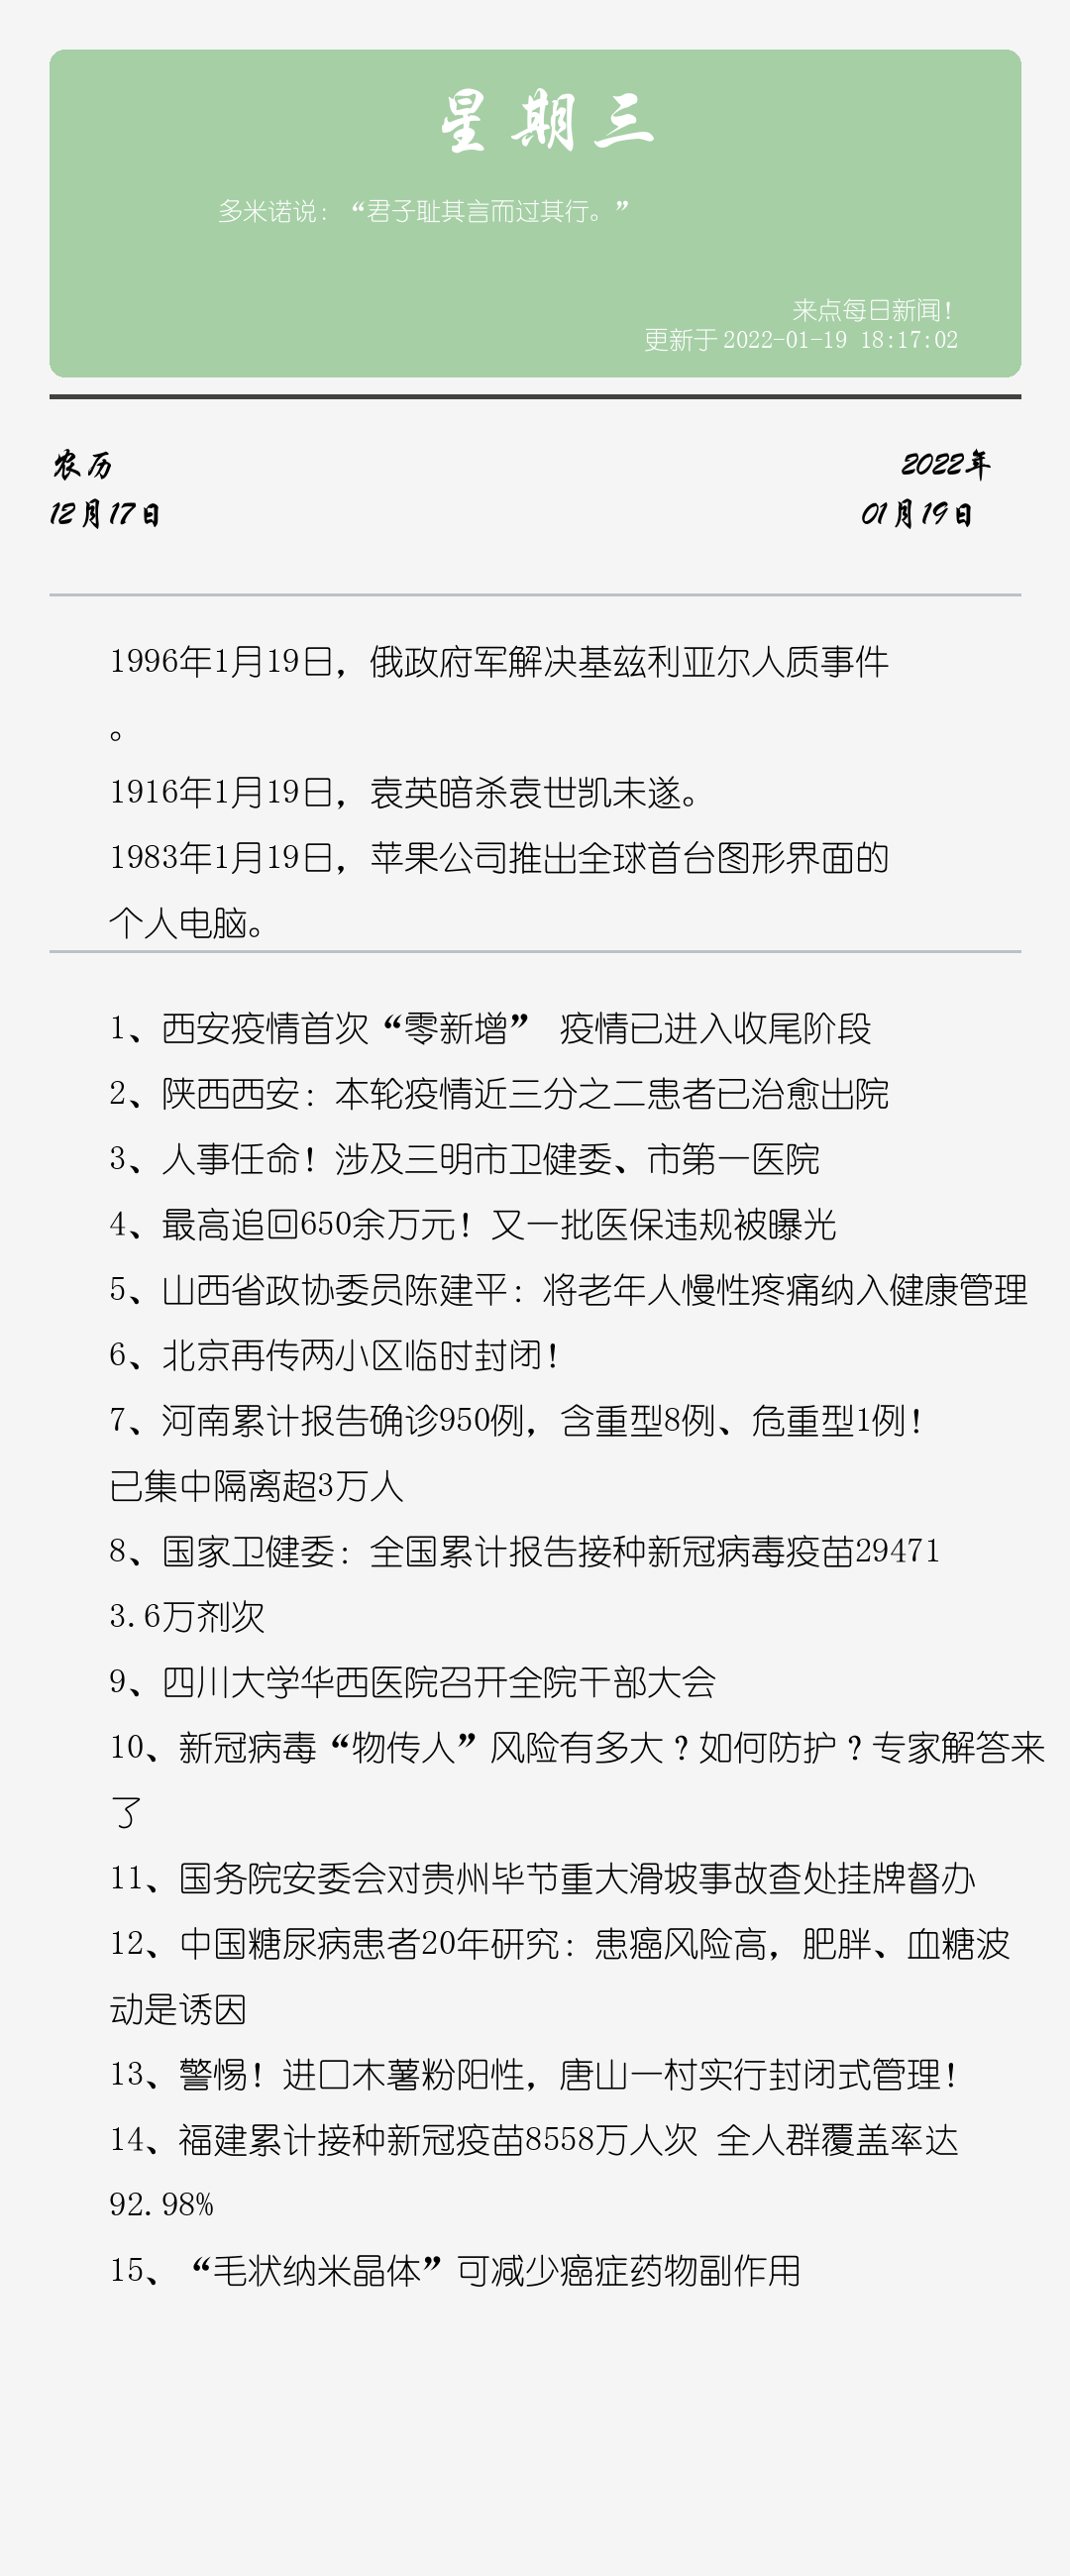 星期三
多米诺说：“君子耻其言而过其行。”
来点每日新闻！
更新于 2022-01-19 18:17:02
农历
2022年
12月17日
01月19日
1996年1月19日，俄政府军解决基兹利亚尔人质事件
。
1916年1月19日，袁英暗杀袁世凯未遂。
1983年1月19日，苹果公司推出全球首台图形界面的
个人电脑。
1、西安疫情首次“零新增” 疫情已进入收尾阶段
2、陕西西安：本轮疫情近三分之二患者已治愈出院
3、人事任命！涉及三明市卫健委、市第一医院
4、最高追回650余万元！又一批医保违规被曝光
5、山西省政协委员陈建平：将老年人慢性疼痛纳入健康管理
6、北京再传两小区临时封闭！
7、河南累计报告确诊950例，含重型8例、危重型1例！
已集中隔离超3万人
8、国家卫健委：全国累计报告接种新冠病毒疫苗29471
3.6万剂次
9、四川大学华西医院召开全院干部大会
10、新冠病毒“物传人”风险有多大？如何防护？专家解答来
了
11、国务院安委会对贵州毕节重大滑坡事故查处挂牌督办
12、中国糖尿病患者20年研究：患癌风险高，肥胖、血糖波
动是诱因
13、警惕！进口木薯粉阳性，唐山一村实行封闭式管理！
14、福建累计接种新冠疫苗8558万人次 全人群覆盖率达
92.98%
15、“毛状纳米晶体”可减少癌症药物副作用